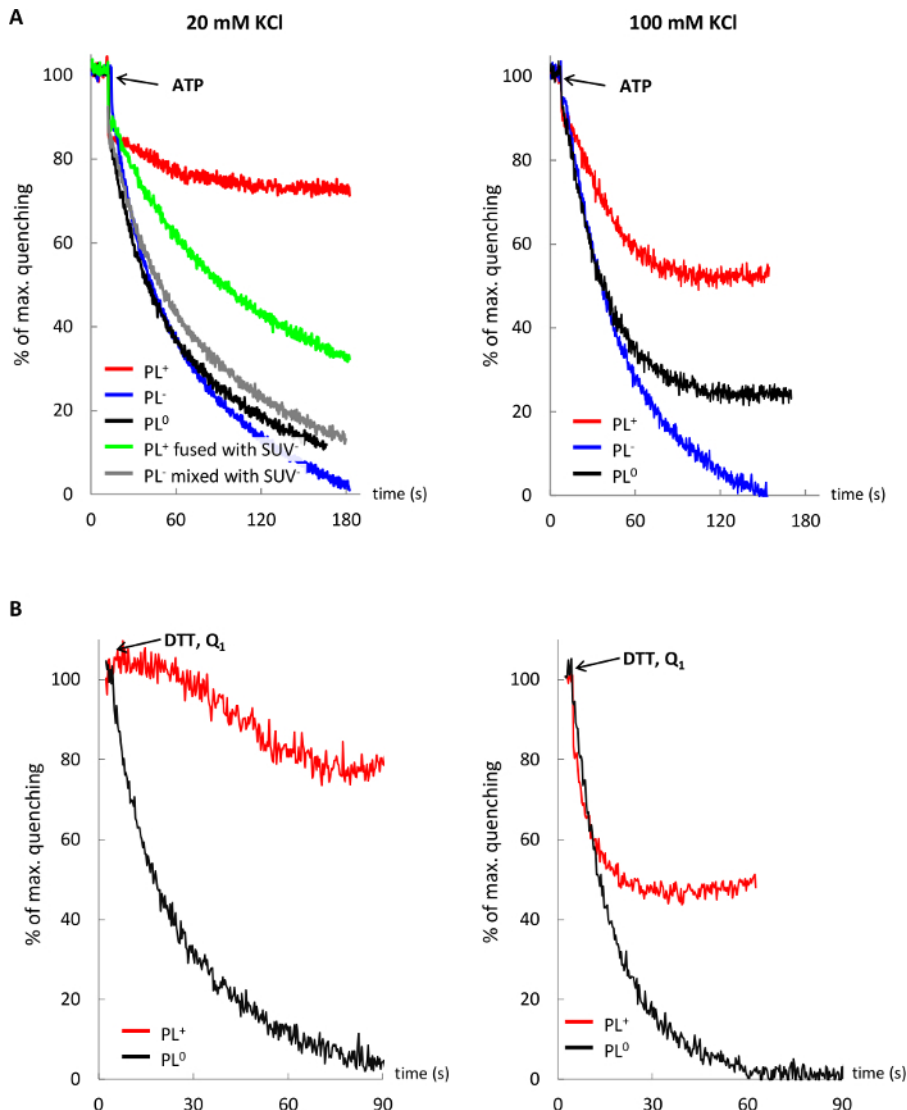 A
20 mM KCl
100 mM KCl
% of max. quenching
100
80
60
40
20
0
ATP
PL⁺
PL⁻
PL⁰
PL⁺ fused with SUV⁻
PL⁻ mixed with SUV⁻
time (s)
0 60 120 180
% of max. quenching
100
80
60
40
20
0
ATP
PL⁺
PL⁻
PL⁰
time (s)
0 60 120 180
B
% of max. quenching
100
80
60
40
20
0
DTT, Q₁
PL⁺
PL⁰
time (s)
0 30 60 90
% of max. quenching
100
80
60
40
20
0
DTT, Q₁
PL⁺
PL⁰
time (s)
0 30 60 90